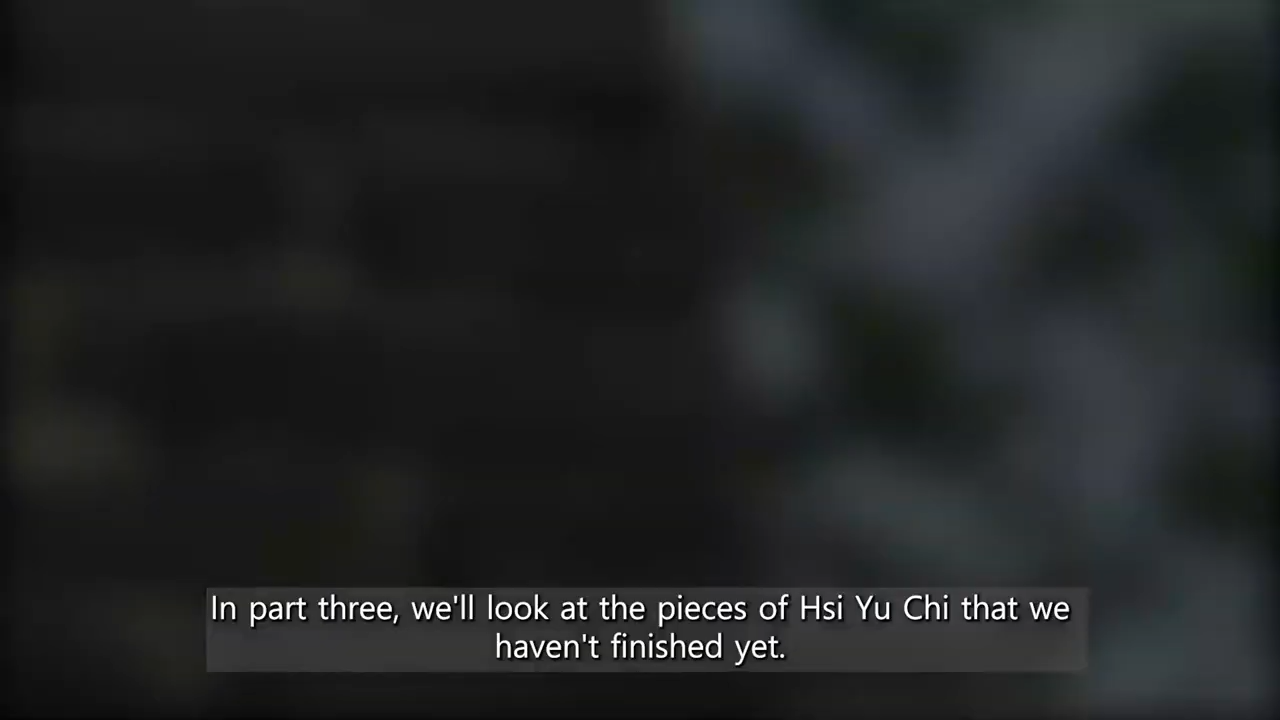 In part three, we'll look at the pieces of Hsi Yu Chi that we
haven't finished yet.